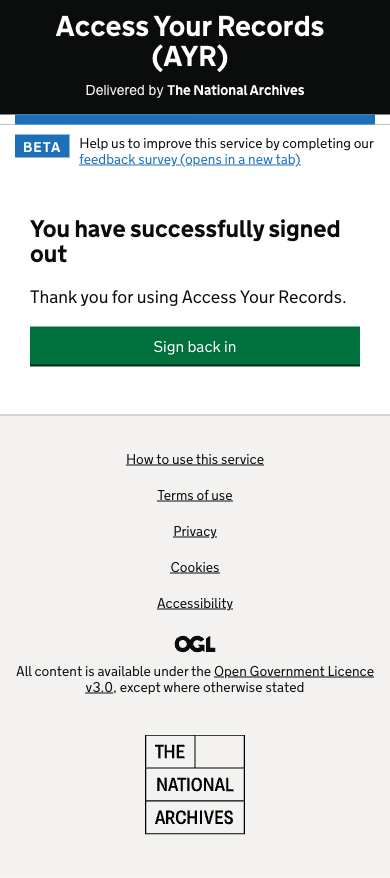 Access Your Records
(AYR)
Delivered by The National Archives
BETA
Help us to improve this service by completing our
feedback survey (opens in a new tab)
You have successfully signed
out
Thank you for using Access Your Records.
Sign back in
How to use this service
Terms of use
Privacy
Cookies
Accessibility
OGL
All content is available under the Open Government Licence
v3.0, except where otherwise stated
THE
NATIONAL
ARCHIVES